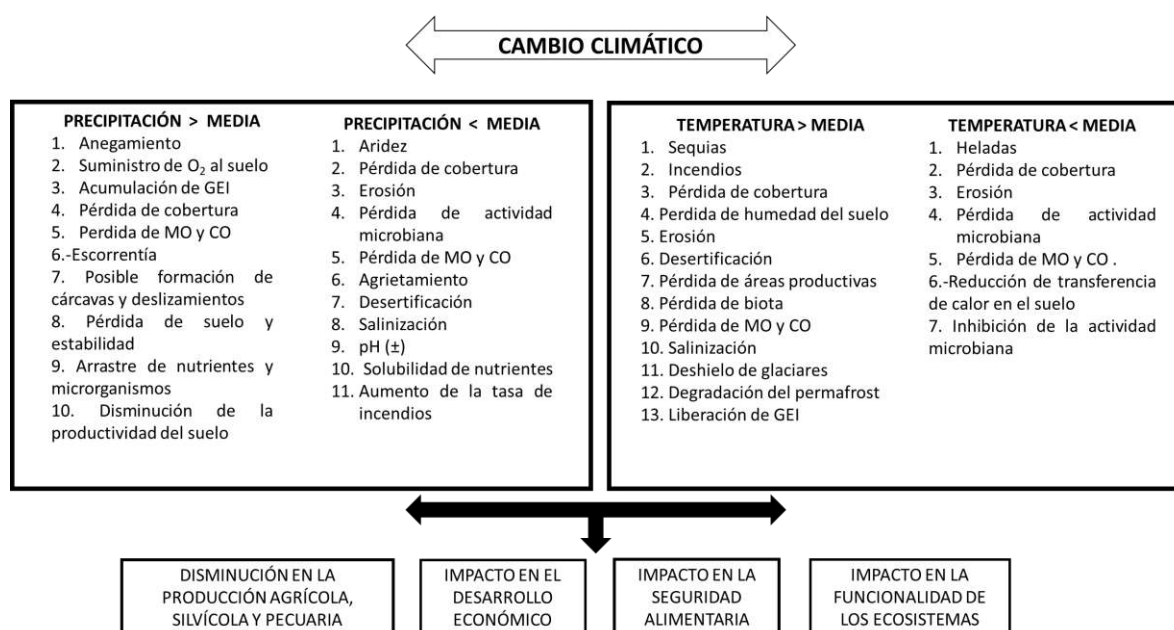 CAMBIO CLIMÁTICO
PRECIPITACIÓN > MEDIA
1. Anegamiento
2. Suministro de O₂ al suelo
3. Acumulación de GEI
4. Pérdida de cobertura
5. Perdida de MO y CO
6.-Escorrentía
7. Posible formación de
cárcavas y deslizamientos
8. Pérdida de suelo y
estabilidad
9. Arrastre de nutrientes y
microrganismos
10. Disminución de la
productividad del suelo
PRECIPITACIÓN < MEDIA
1. Aridez
2. Pérdida de cobertura
3. Erosión
4. Pérdida de actividad
microbiana
5. Pérdida de MO y CO
6. Agrietamiento
7. Desertificación
8. Salinización
9. pH (±)
10. Solubilidad de nutrientes
11. Aumento de la tasa de
incendios
TEMPERATURA > MEDIA
1. Sequias
2. Incendios
3. Pérdida de cobertura
4. Perdida de humedad del suelo
5. Erosión
6. Desertificación
7. Pérdida de áreas productivas
8. Pérdida de biota
9. Pérdida de MO y CO
10. Salinización
11. Deshielo de glaciares
12. Degradación del permafrost
13. Liberación de GEI
TEMPERATURA < MEDIA
1. Heladas
2. Pérdida de cobertura
3. Erosión
4. Pérdida de actividad
microbiana
5. Pérdida de MO y CO .
6.-Reducción de transferencia
de calor en el suelo
7. Inhibición de la actividad
microbiana
DISMINUCIÓN EN LA
PRODUCCIÓN AGRÍCOLA,
SILVÍCOLA Y PECUARIA
IMPACTO EN EL
DESARROLLO
ECONÓMICO
IMPACTO EN LA
SEGURIDAD
ALIMENTARIA
IMPACTO EN LA
FUNCIONALIDAD DE
LOS ECOSISTEMAS